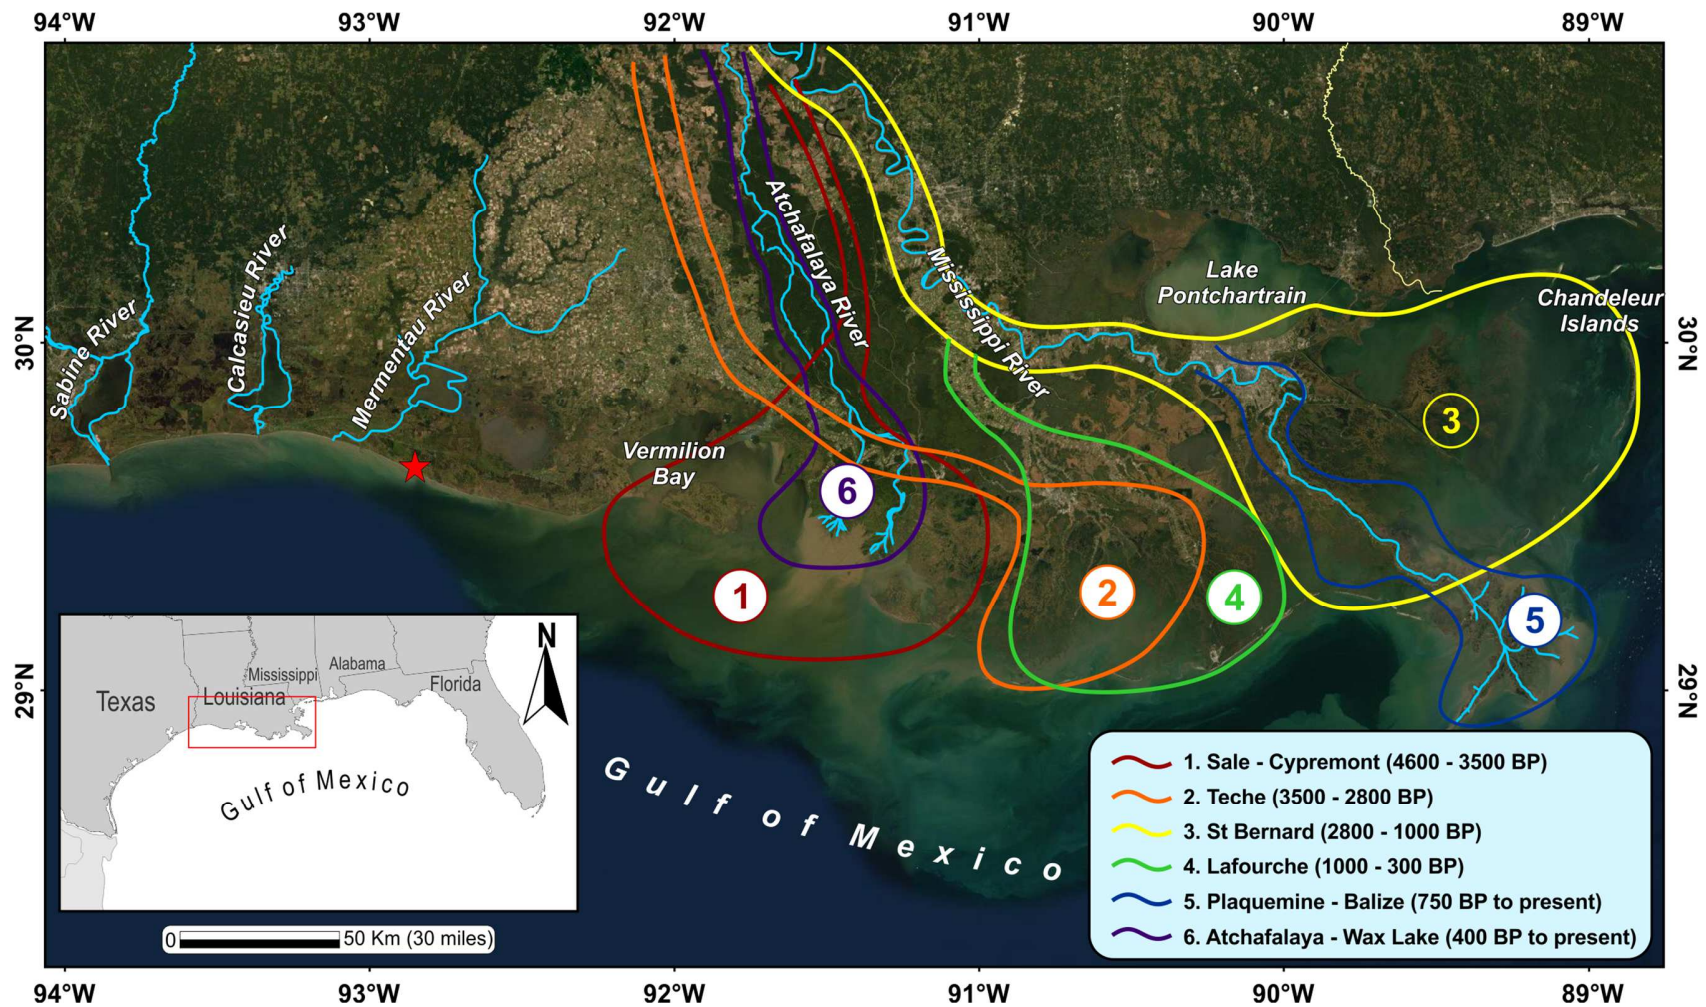 94°W 93°W 92°W 91°W 90°W 89°W
30°N
29°N
30°N
29°N
Sabine River
Calcasieu River
Mermentau River
Atchafalaya River
Mississippi River
Lake
Pontchartrain
Chandeleur
Islands
Vermilion
Bay
1
2
3
4
5
6
Gulf of Mexico
N
Texas
Louisiana
Mississippi
Alabama
Florida
Gulf of Mexico
0 50 Km (30 miles)
1. Sale - Cypremont (4600 - 3500 BP)
2. Teche (3500 - 2800 BP)
3. St Bernard (2800 - 1000 BP)
4. Lafourche (1000 - 300 BP)
5. Plaquemine - Balize (750 BP to present)
6. Atchafalaya - Wax Lake (400 BP to present)
94°W 93°W 92°W 91°W 90°W 89°W